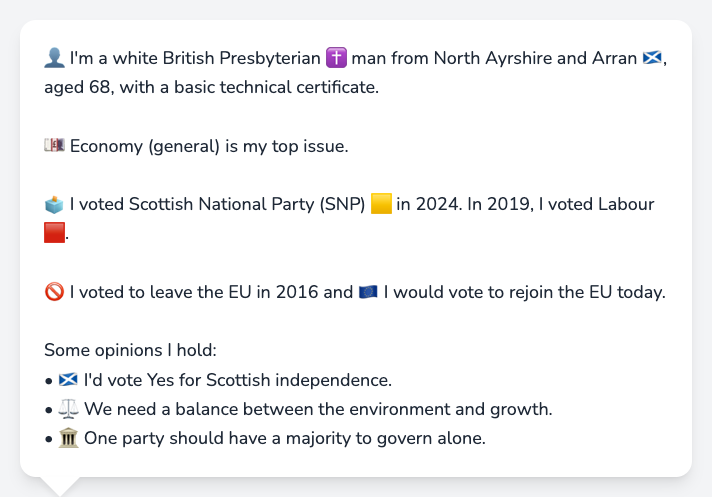 👤 I'm a white British Presbyterian ✝️ man from North Ayrshire and Arran 🏴󠁧󠁢󠁳󠁣󠁴󠁿,
aged 68, with a basic technical certificate.
💷 Economy (general) is my top issue.
🗳️ I voted Scottish National Party (SNP) 🟨 in 2024. In 2019, I voted Labour
🟥.
🚫 I voted to leave the EU in 2016 and 🇪🇺 I would vote to rejoin the EU today.
Some opinions I hold:
• 🏴󠁧󠁢󠁳󠁣󠁴󠁿 I'd vote Yes for Scottish independence.
• ⚖️ We need a balance between the environment and growth.
• 🏛️ One party should have a majority to govern alone.